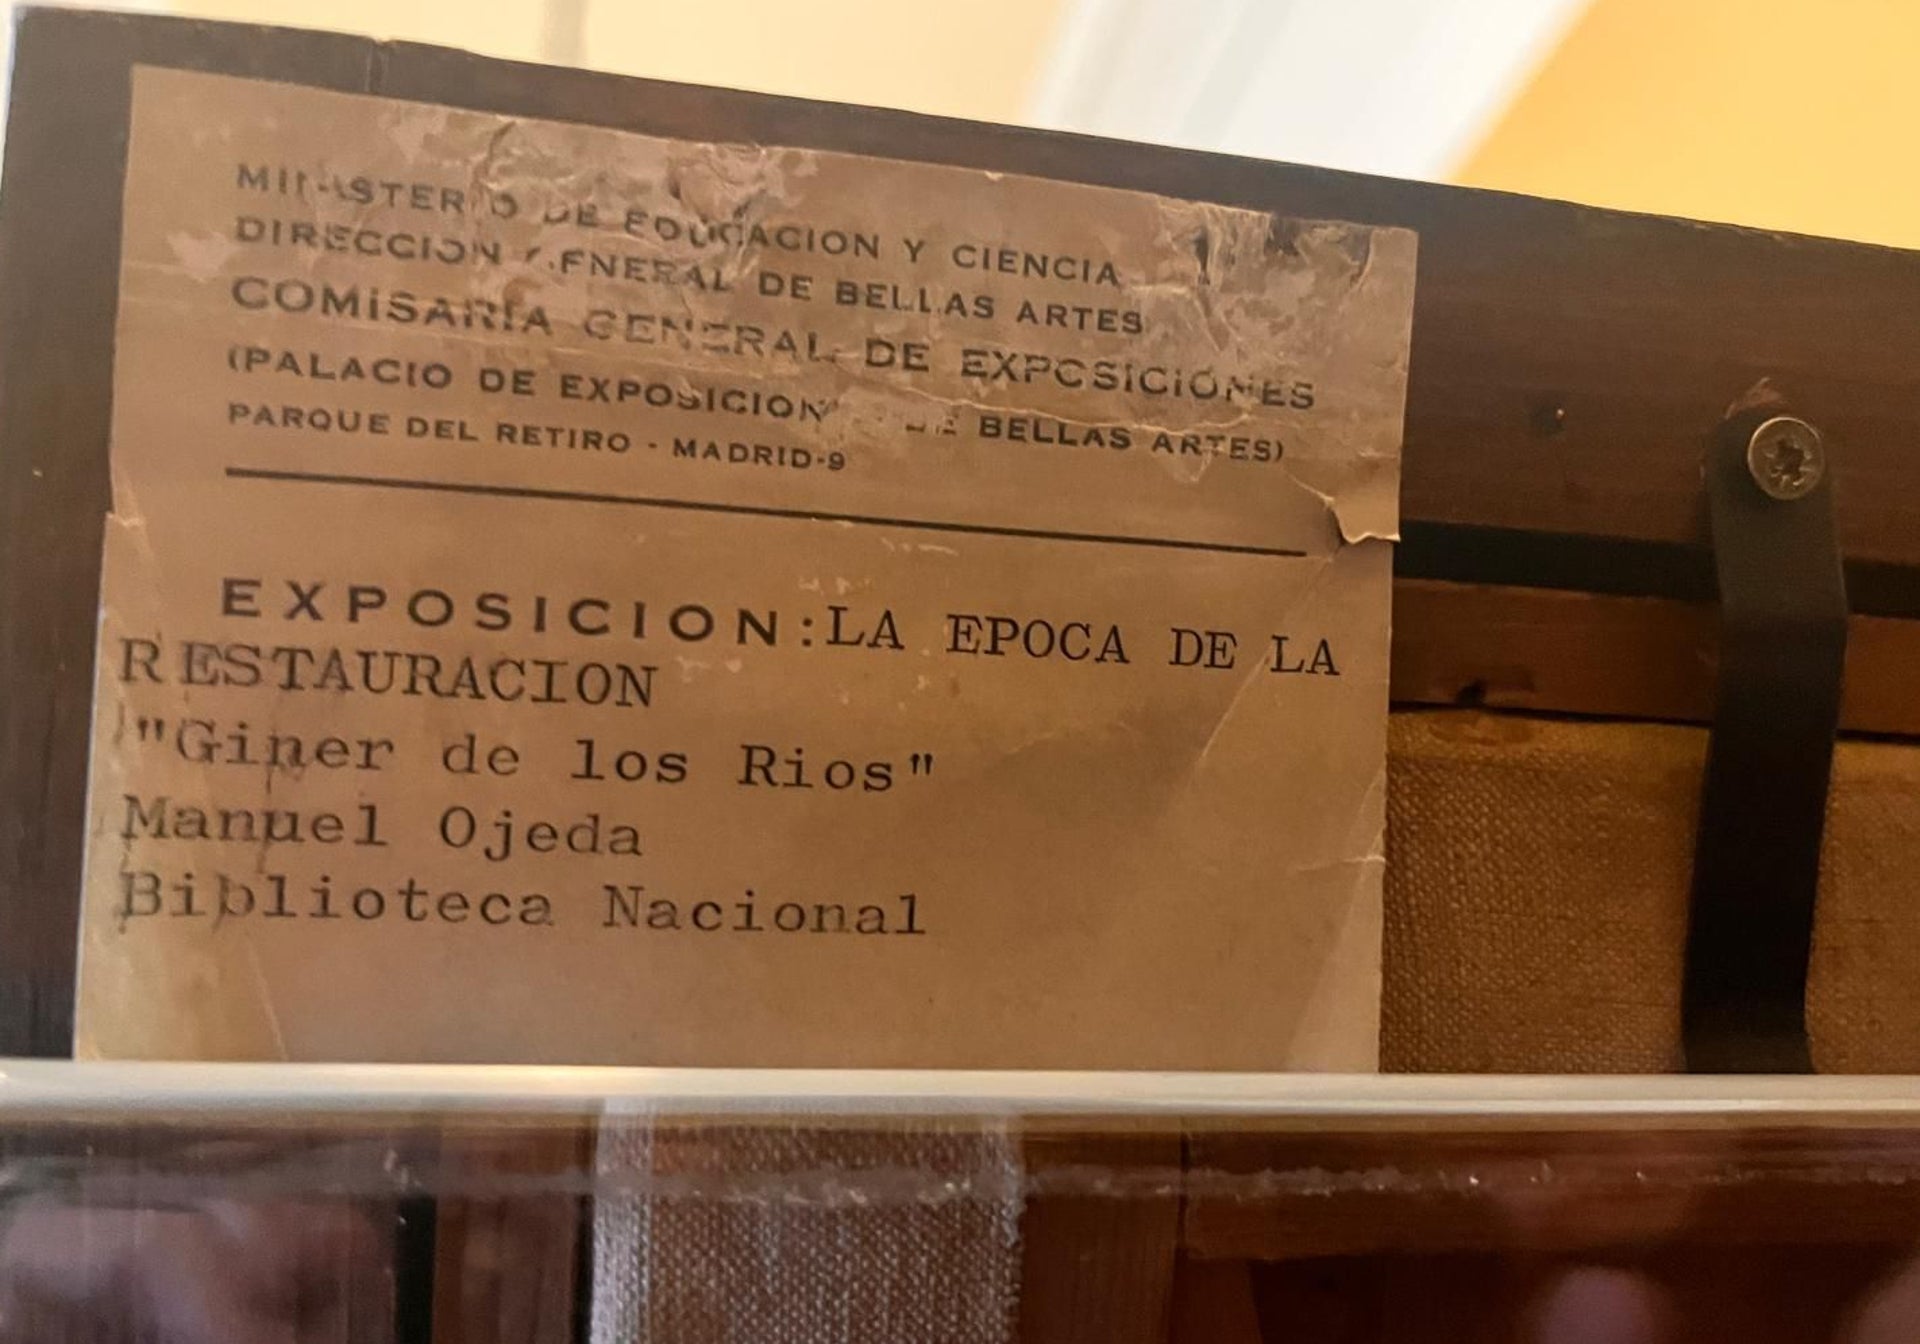 MINISTERIO DE EDUCACION Y CIENCIA
DIRECCION GENERAL DE BELLAS ARTES
COMISARIA GENERAL DE EXPOSICIONES
(PALACIO DE EXPOSICIONES DE BELLAS ARTES)
PARQUE DEL RETIRO - MADRID-9
EXPOSICION: LA EPOCA DE LA
RESTAURACION
"Giner de los Rios"
Manuel Ojeda
Biblioteca Nacional